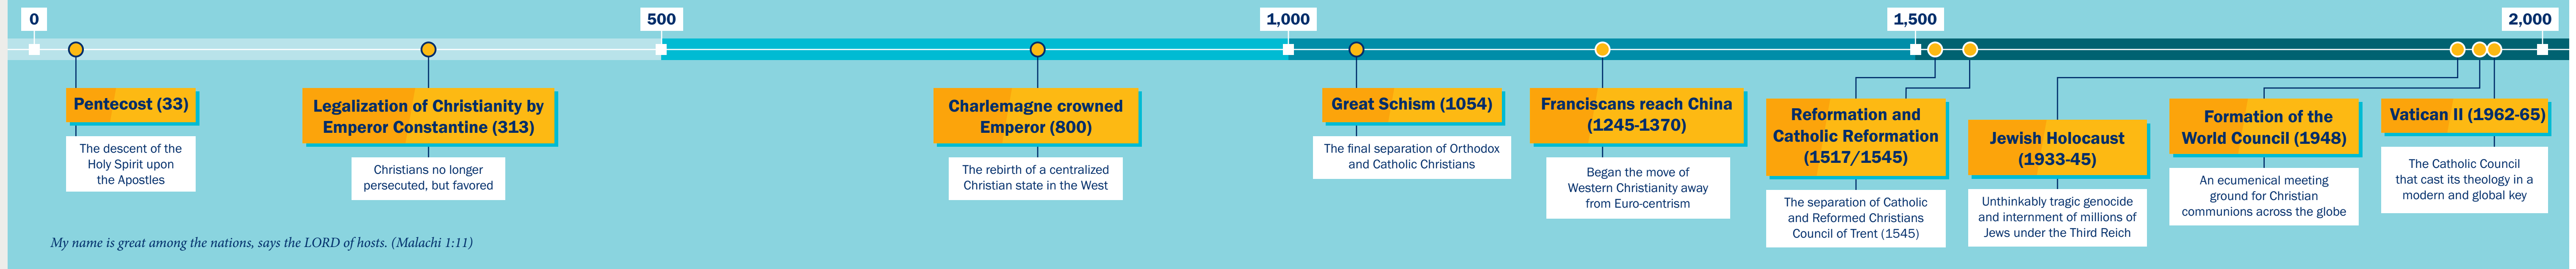 0
500
1,000
1,500
2,000
Pentecost (33)
The descent of the
Holy Spirit upon
the Apostles
Legalization of Christianity by
Emperor Constantine (313)
Christians no longer
persecuted, but favored
Charlemagne crowned
Emperor (800)
The rebirth of a centralized
Christian state in the West
Great Schism (1054)
The final separation of Orthodox
and Catholic Christians
Franciscans reach China
(1245-1370)
Began the move of
Western Christianity away
from Euro-centrism
Reformation and
Catholic Reformation
(1517/1545)
The separation of Catholic
and Reformed Christians
Council of Trent (1545)
Jewish Holocaust
(1933-45)
Unthinkably tragic genocide
and internment of millions of
Jews under the Third Reich
Formation of the
World Council (1948)
An ecumenical meeting
ground for Christian
communions across the globe
Vatican II (1962-65)
The Catholic Council
that cast its theology in a
modern and global key
My name is great among the nations, says the LORD of hosts. (Malachi 1:11)